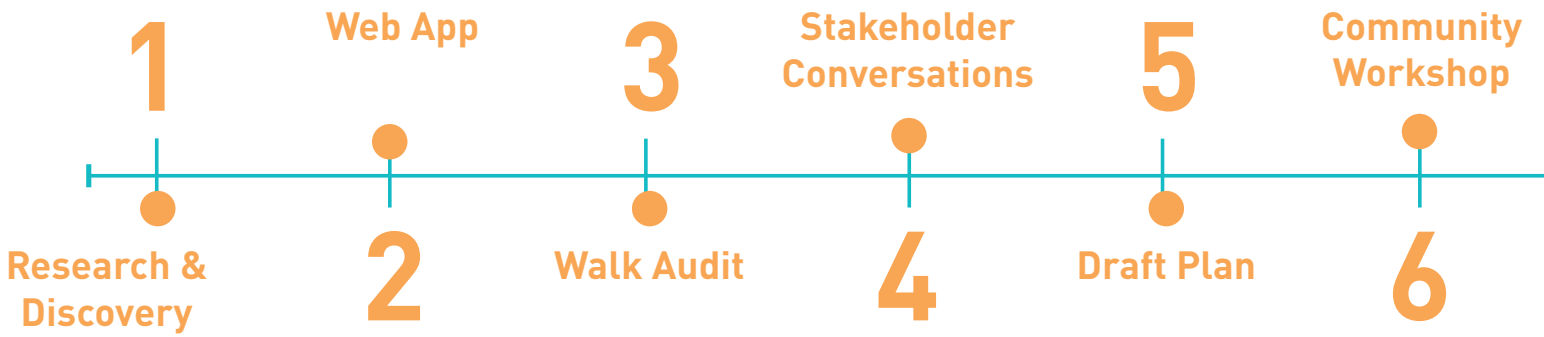 1
Research &
Discovery
Web App
2
3
Walk Audit
Stakeholder
Conversations
4
5
Draft Plan
Community
Workshop
6